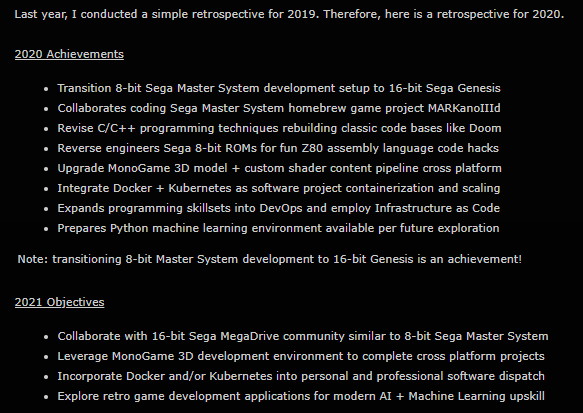 Last year, I conducted a simple retrospective for 2019. Therefore, here is a retrospective for 2020.
2020 Achievements
• Transition 8-bit Sega Master System development setup to 16-bit Sega Genesis
• Collaborates coding Sega Master System homebrew game project MARKanoIIId
• Revise C/C++ programming techniques rebuilding classic code bases like Doom
• Reverse engineers Sega 8-bit ROMs for fun Z80 assembly language code hacks
• Upgrade MonoGame 3D model + custom shader content pipeline cross platform
• Integrate Docker + Kubernetes as software project containerization and scaling
• Expands programming skillsets into DevOps and employ Infrastructure as Code
• Prepares Python machine learning environment available per future exploration
Note: transitioning 8-bit Master System development to 16-bit Genesis is an achievement!
2021 Objectives
• Collaborate with 16-bit Sega MegaDrive community similar to 8-bit Sega Master System
• Leverage MonoGame 3D development environment to complete cross platform projects
• Incorporate Docker and/or Kubernetes into personal and professional software dispatch
• Explore retro game development applications for modern AI + Machine Learning upskill